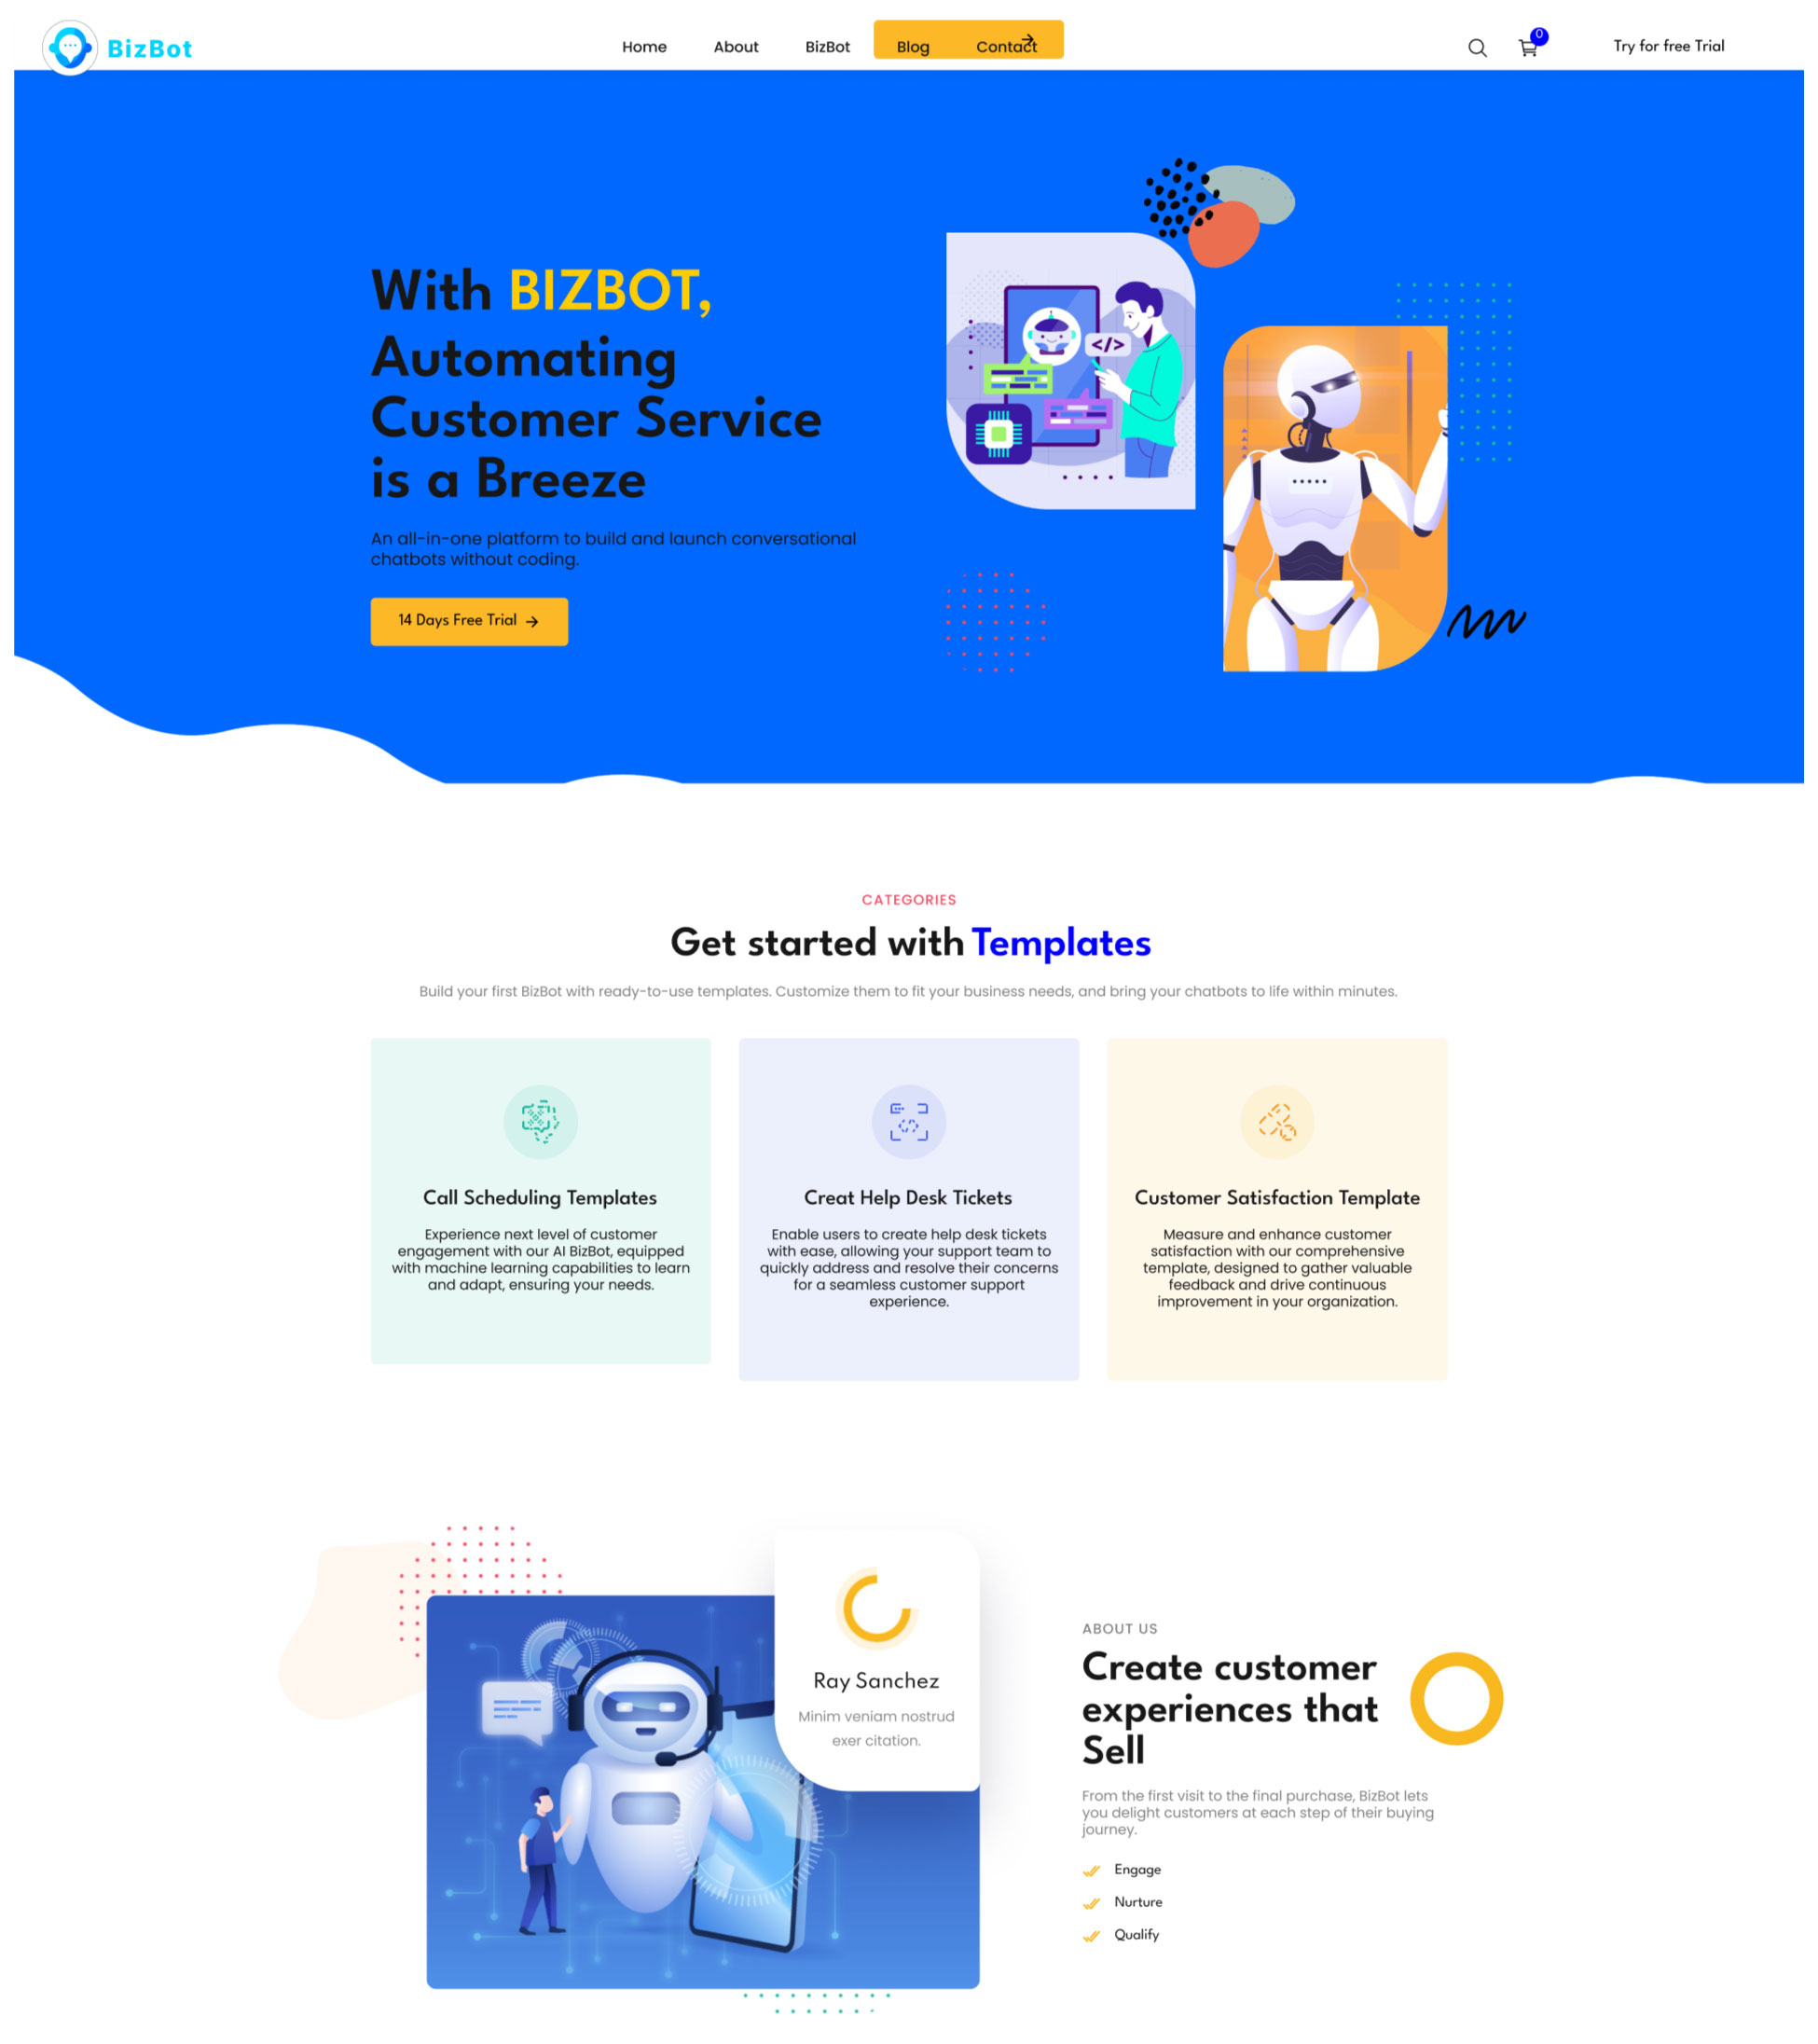 BizBot
Home About BizBot Blog Contact
0
Try for free Trial
With BIZBOT,
Automating
Customer Service
is a Breeze
An all-in-one platform to build and launch conversational
chatbots without coding.
14 Days Free Trial
</>
CATEGORIES
Get started with Templates
Build your first BizBot with ready-to-use templates. Customize them to fit your business needs, and bring your chatbots to life within minutes.
Call Scheduling Templates
Experience next level of customer
engagement with our AI BizBot, equipped
with machine learning capabilities to learn
and adapt, ensuring your needs.
Creat Help Desk Tickets
Enable users to create help desk tickets
with ease, allowing your support team to
quickly address and resolve their concerns
for a seamless customer support
experience.
Customer Satisfaction Template
Measure and enhance customer
satisfaction with our comprehensive
template, designed to gather valuable
feedback and drive continuous
improvement in your organization.
Ray Sanchez
Minim veniam nostrud
exer citation.
ABOUT US
Create customer
experiences that
Sell
From the first visit to the final purchase, BizBot lets
you delight customers at each step of their buying
journey.
Engage
Nurture
Qualify